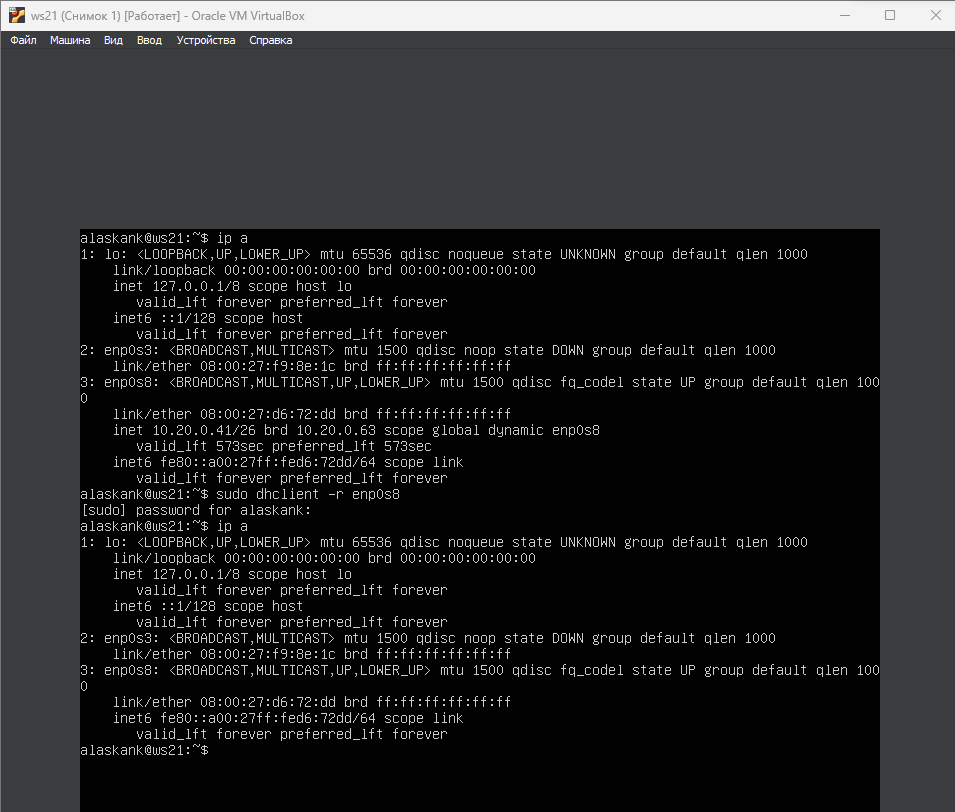 ws21 (Снимок 1) [Работает] - Oracle VM VirtualBox
Файл Машина Вид Ввод Устройства Справка
alaskank@ws21:~$ ip a
1: lo: <LOOPBACK,UP,LOWER_UP> mtu 65536 qdisc noqueue state UNKNOWN group default qlen 1000
    link/loopback 00:00:00:00:00:00 brd 00:00:00:00:00:00
    inet 127.0.0.1/8 scope host lo
       valid_lft forever preferred_lft forever
    inet6 ::1/128 scope host
       valid_lft forever preferred_lft forever
2: enp0s3: <BROADCAST,MULTICAST> mtu 1500 qdisc noop state DOWN group default qlen 1000
    link/ether 08:00:27:f9:8e:1c brd ff:ff:ff:ff:ff:ff
3: enp0s8: <BROADCAST,MULTICAST,UP,LOWER_UP> mtu 1500 qdisc fq_codel state UP group default qlen 100
0
    link/ether 08:00:27:d6:72:dd brd ff:ff:ff:ff:ff:ff
    inet 10.20.0.41/26 brd 10.20.0.63 scope global dynamic enp0s8
       valid_lft 573sec preferred_lft 573sec
    inet6 fe80::a00:27ff:fed6:72dd/64 scope link
       valid_lft forever preferred_lft forever
alaskank@ws21:~$ sudo dhclient -r enp0s8
[sudo] password for alaskank:
alaskank@ws21:~$ ip a
1: lo: <LOOPBACK,UP,LOWER_UP> mtu 65536 qdisc noqueue state UNKNOWN group default qlen 1000
    link/loopback 00:00:00:00:00:00 brd 00:00:00:00:00:00
    inet 127.0.0.1/8 scope host lo
       valid_lft forever preferred_lft forever
    inet6 ::1/128 scope host
       valid_lft forever preferred_lft forever
2: enp0s3: <BROADCAST,MULTICAST> mtu 1500 qdisc noop state DOWN group default qlen 1000
    link/ether 08:00:27:f9:8e:1c brd ff:ff:ff:ff:ff:ff
3: enp0s8: <BROADCAST,MULTICAST,UP,LOWER_UP> mtu 1500 qdisc fq_codel state UP group default qlen 100
0
    link/ether 08:00:27:d6:72:dd brd ff:ff:ff:ff:ff:ff
    inet6 fe80::a00:27ff:fed6:72dd/64 scope link
       valid_lft forever preferred_lft forever
alaskank@ws21:~$